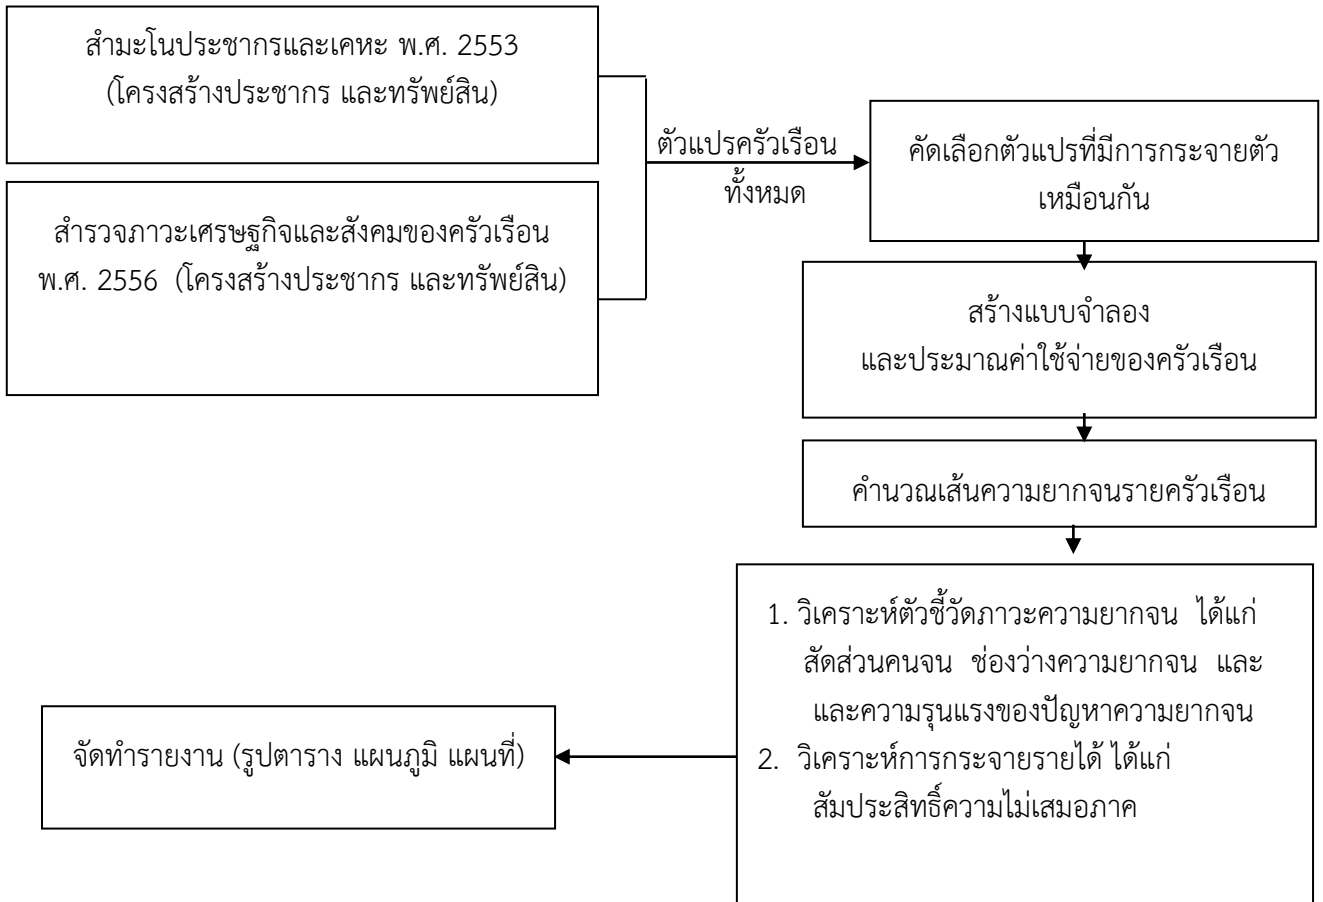 สำมะโนประชากรและเคหะ พ.ศ. 2553
(โครงสร้างประชากร และทรัพย์สิน)
สำรวจภาวะเศรษฐกิจและสังคมของครัวเรือน
พ.ศ. 2556 (โครงสร้างประชากร และทรัพย์สิน)
ตัวแปรครัวเรือน
ทั้งหมด
คัดเลือกตัวแปรที่มีการกระจายตัว
เหมือนกัน
สร้างแบบจำลอง
และประมาณค่าใช้จ่ายของครัวเรือน
คำนวณเส้นความยากจนรายครัวเรือน
1. วิเคราะห์ตัวชี้วัดภาวะความยากจน ได้แก่
สัดส่วนคนจน ช่องว่างความยากจน และ
และความรุนแรงของปัญหาความยากจน
2. วิเคราะห์การกระจายรายได้ ได้แก่
สัมประสิทธิ์ความไม่เสมอภาค
จัดทำรายงาน (รูปตาราง แผนภูมิ แผนที่)